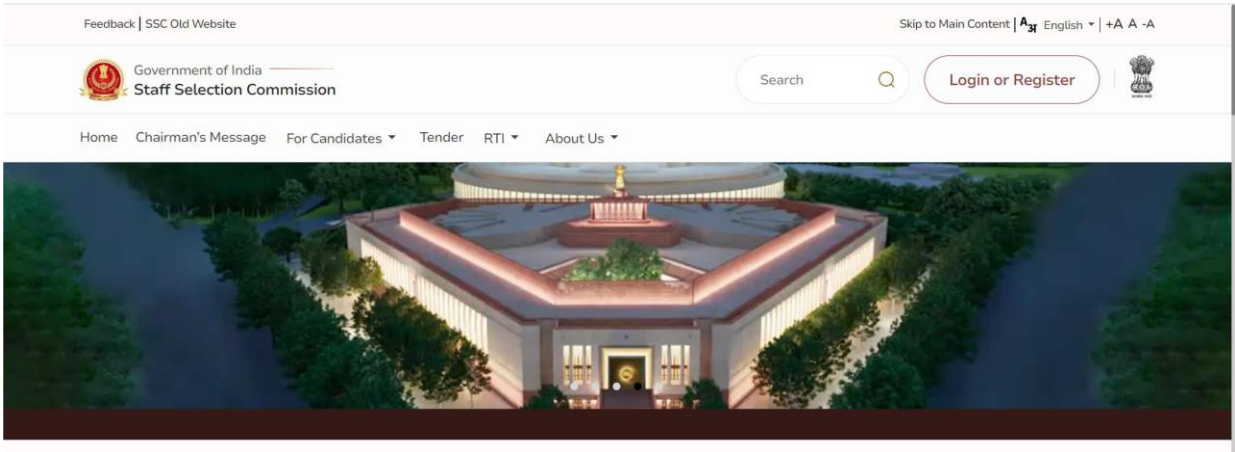 Feedback | SSC Old Website
Skip to Main Content | Aअ English | +A A -A
Government of India
Staff Selection Commission
Search
Login or Register
Home Chairman's Message For Candidates Tender RTI About Us